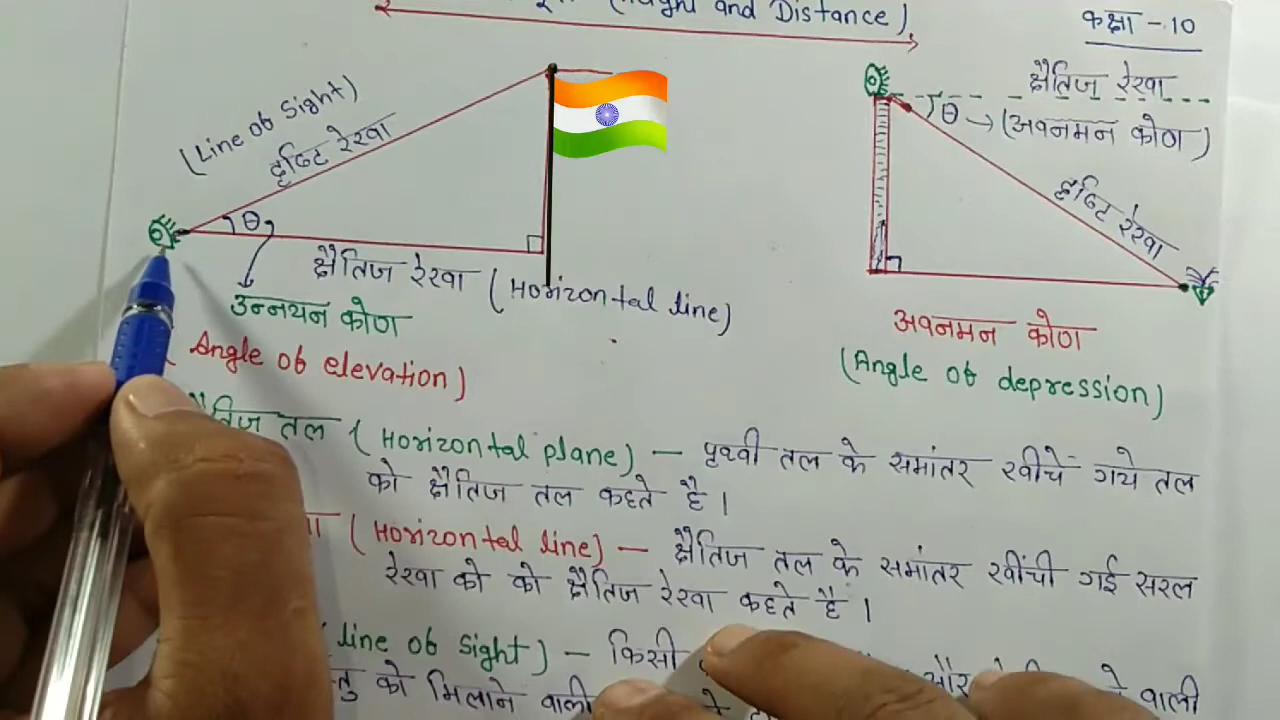 (Height and Distance)
कक्षा - 10
(Line of Sight)
दृष्टि रेखा
θ
क्षैतिज रेखा (Horizontal line)
उन्नयन कोण
(Angle of elevation)
क्षैतिज रेखा
θ → (अवनमन कोण)
दृष्टि रेखा
अवनमन कोण
(Angle of depression)
क्षैतिज तल (Horizontal plane) — पृथ्वी तल के समांतर खींचे गये तल
को क्षैतिज तल कहते है।
(Horizontal line) — क्षैतिज तल के समांतर खींची गई सरल
रेखा को को क्षैतिज रेखा कहते है।
(line of sight) — किसी और वाली
को मिलाने वाली